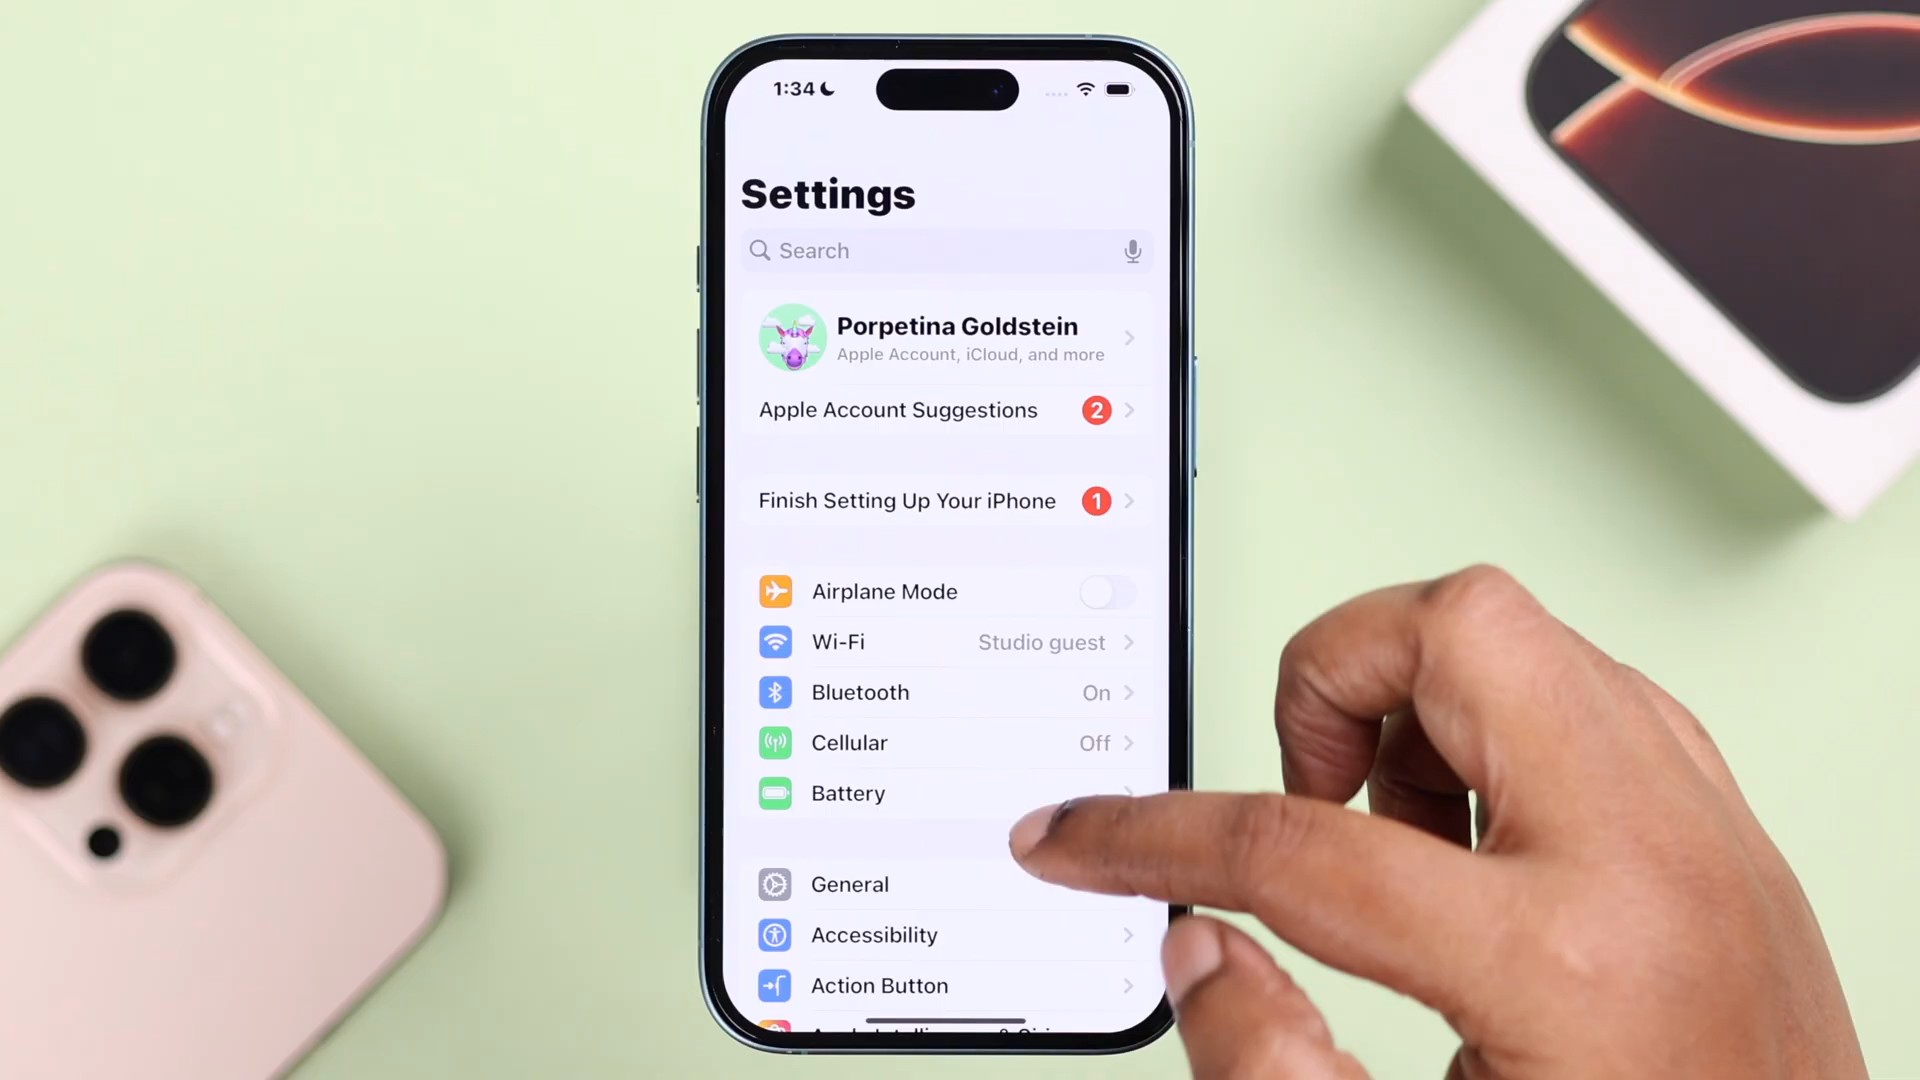 1:34
Settings
Search
Porpetina Goldstein
Apple Account, iCloud, and more
Apple Account Suggestions 2
Finish Setting Up Your iPhone 1
Airplane Mode
Wi-Fi Studio guest
Bluetooth On
Cellular Off
Battery
General
Accessibility
Action Button